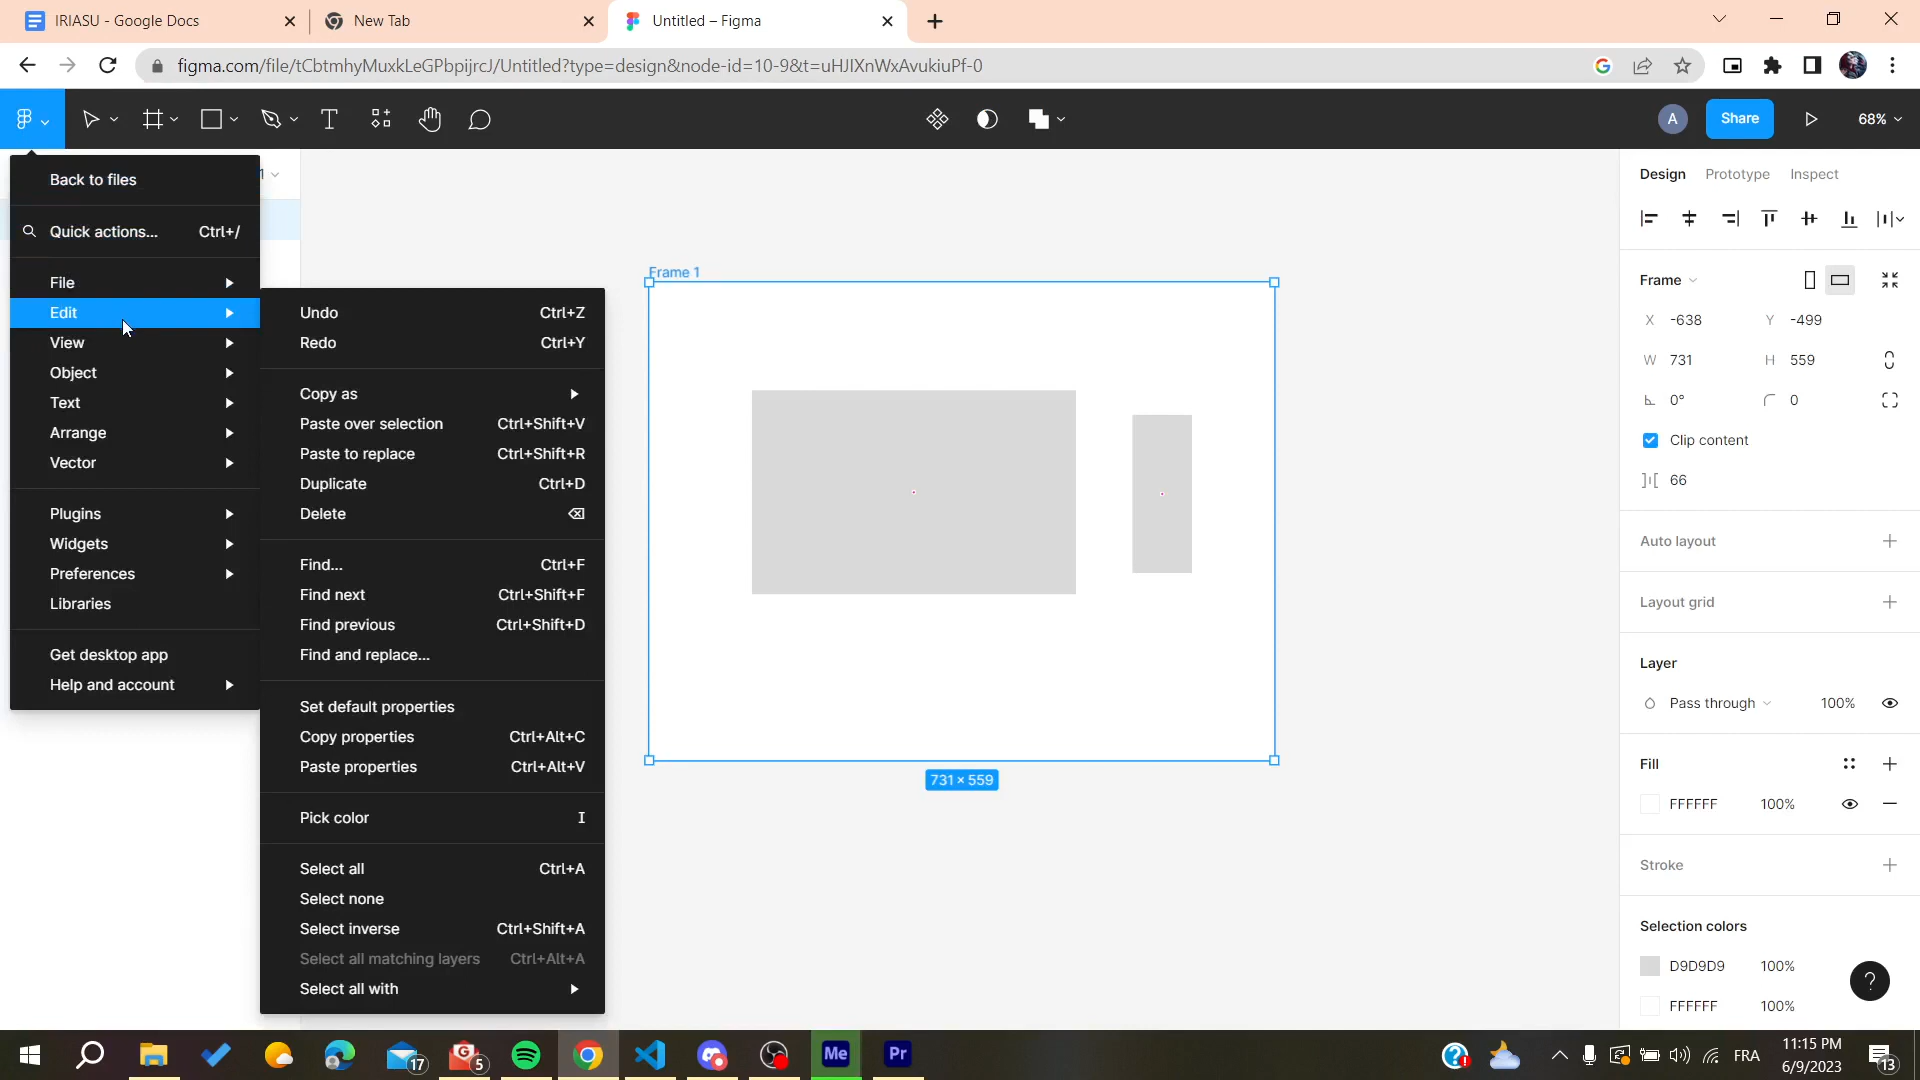 IRIASU - Google Docs
New Tab
Untitled – Figma
figma.com/file/tCbtmhyMuxkLeGPbpijrcJ/Untitled?type=design&node-id=10-9&t=uHJIXnWxAvukiuPf-0
A
Share
68%
Back to files
1
Quick actions... Ctrl+/
File
Edit
View
Object
Text
Arrange
Vector
Plugins
Widgets
Preferences
Libraries
Get desktop app
Help and account
Undo Ctrl+Z
Redo Ctrl+Y
Copy as
Paste over selection Ctrl+Shift+V
Paste to replace Ctrl+Shift+R
Duplicate Ctrl+D
Delete
Find... Ctrl+F
Find next Ctrl+Shift+F
Find previous Ctrl+Shift+D
Find and replace...
Set default properties
Copy properties Ctrl+Alt+C
Paste properties Ctrl+Alt+V
Pick color I
Select all Ctrl+A
Select none
Select inverse Ctrl+Shift+A
Select all matching layers Ctrl+Alt+A
Select all with
Frame 1
731 × 559
Design Prototype Inspect
Frame
X -638 Y -499
W 731 H 559
0° 0
Clip content
66
Auto layout
Layout grid
Layer
Pass through 100%
Fill
FFFFFF 100%
Stroke
Selection colors
D9D9D9 100%
FFFFFF 100%
?
17
5
Me
Pr
FRA
11:15 PM
6/9/2023
13